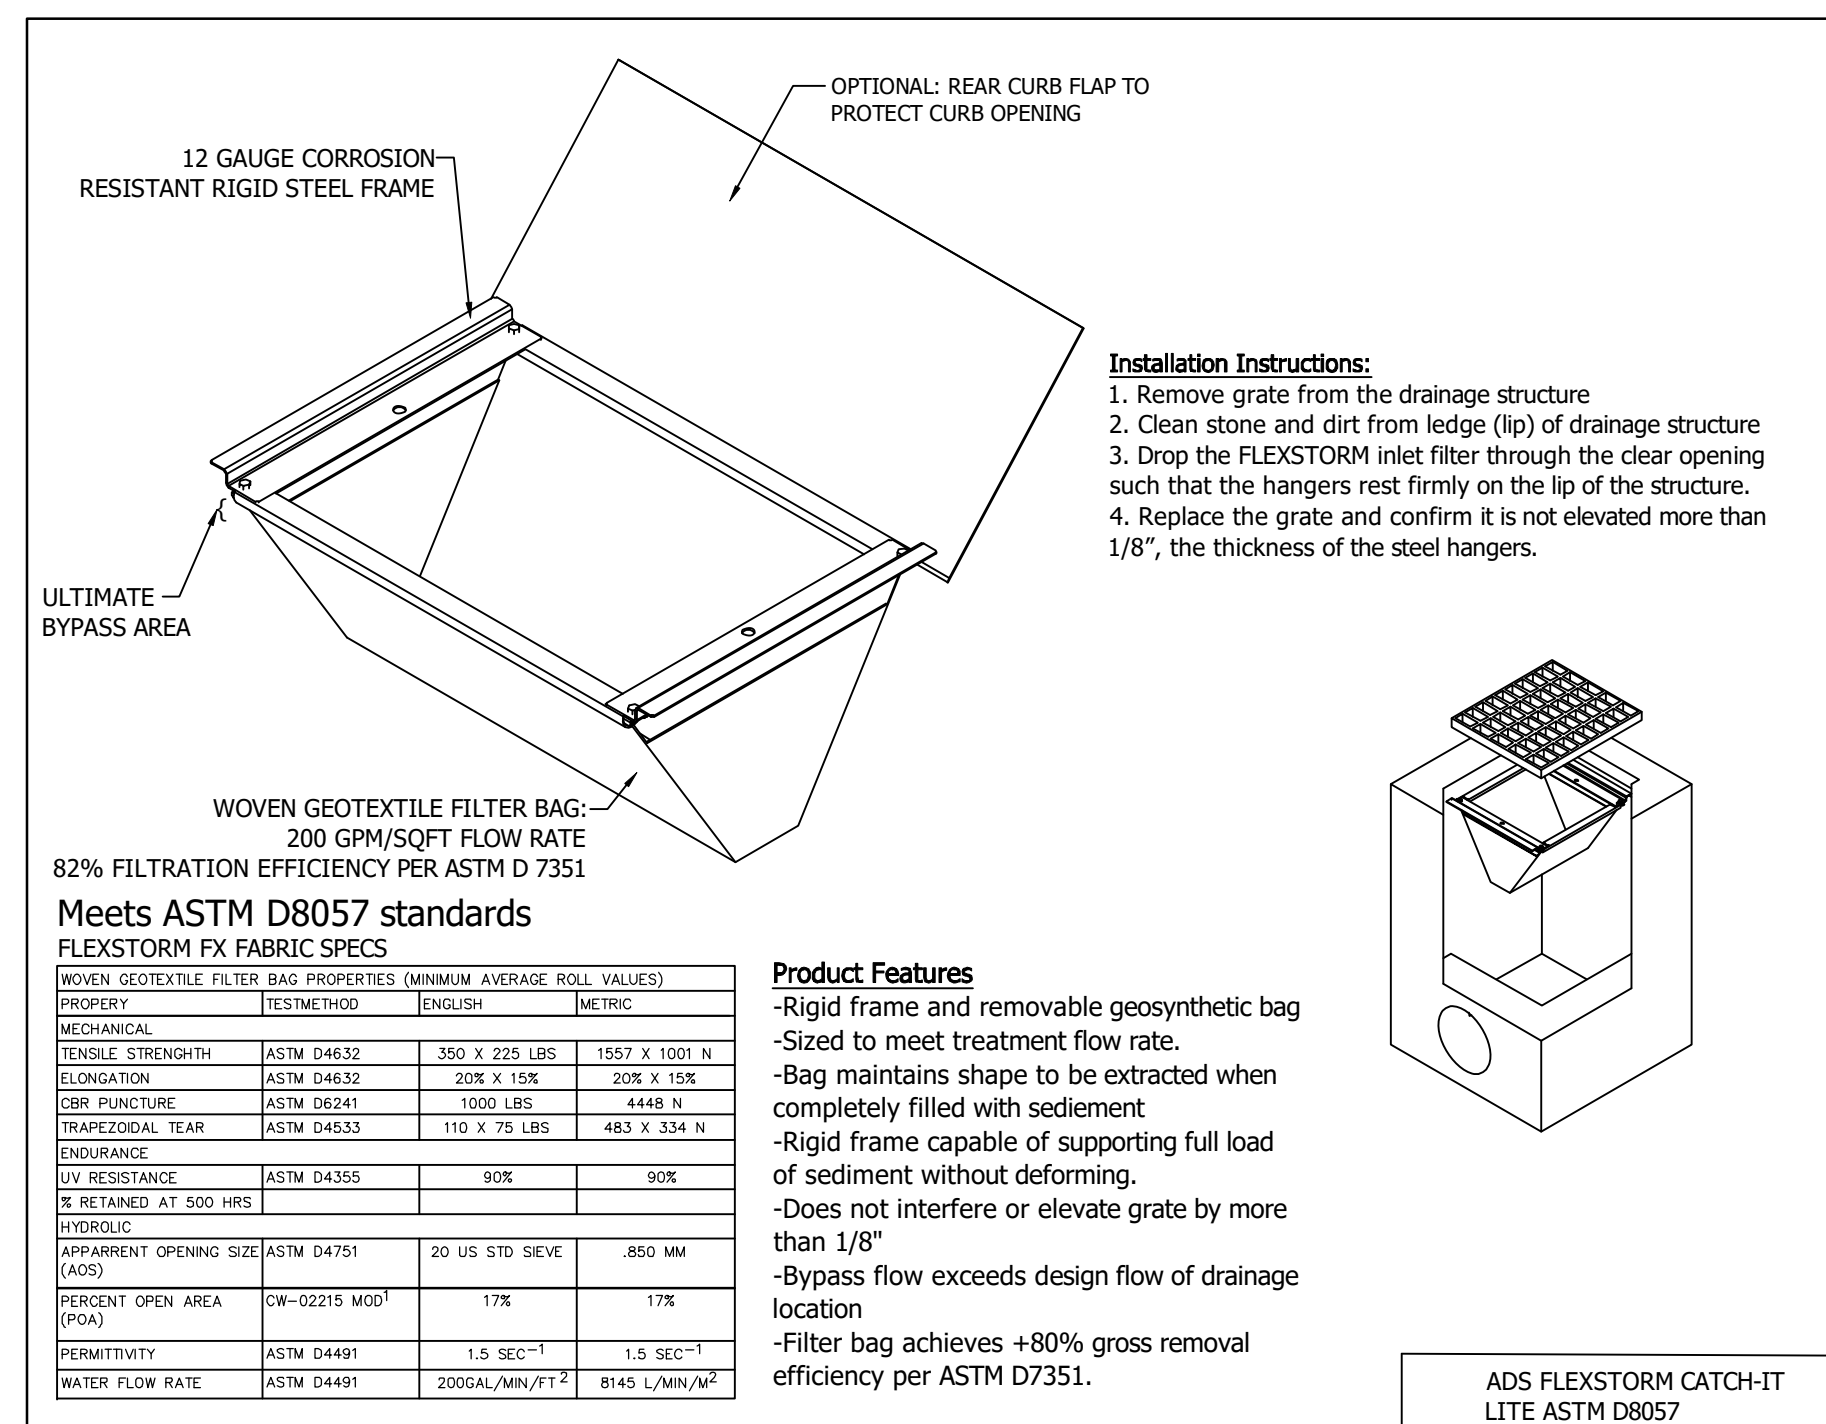 OPTIONAL: REAR CURB FLAP TO
PROTECT CURB OPENING
12 GAUGE CORROSION
RESISTANT RIGID STEEL FRAME
Installation Instructions:
1. Remove grate from the drainage structure
2. Clean stone and dirt from ledge (lip) of drainage structure
3. Drop the FLEXSTORM inlet filter through the clear opening
such that the hangers rest firmly on the lip of the structure.
4. Replace the grate and confirm it is not elevated more than
1/8″, the thickness of the steel hangers.
ULTIMATE
BYPASS AREA
WOVEN GEOTEXTILE FILTER BAG:
200 GPM/SQFT FLOW RATE
82% FILTRATION EFFICIENCY PER ASTM D 7351
Meets ASTM D8057 standards
FLEXSTORM FX FABRIC SPECS
WOVEN GEOTEXTILE FILTER BAG PROPERTIES (MINIMUM AVERAGE ROLL VALUES)
PROPERY TESTMETHOD ENGLISH METRIC
MECHANICAL
TENSILE STRENGHTH ASTM D4632 350 X 225 LBS 1557 X 1001 N
ELONGATION ASTM D4632 20% X 15% 20% X 15%
CBR PUNCTURE ASTM D6241 1000 LBS 4448 N
TRAPEZOIDAL TEAR ASTM D4533 110 X 75 LBS 483 X 334 N
ENDURANCE
UV RESISTANCE ASTM D4355 90% 90%
% RETAINED AT 500 HRS
HYDROLIC
APPARRENT OPENING SIZE ASTM D4751 20 US STD SIEVE .850 MM
(AOS)
PERCENT OPEN AREA CW-02215 MOD¹ 17% 17%
(POA)
PERMITTIVITY ASTM D4491 1.5 SEC⁻¹ 1.5 SEC⁻¹
WATER FLOW RATE ASTM D4491 200GAL/MIN/FT² 8145 L/MIN/M²
Product Features
-Rigid frame and removable geosynthetic bag
-Sized to meet treatment flow rate.
-Bag maintains shape to be extracted when
completely filled with sediement
-Rigid frame capable of supporting full load
of sediment without deforming.
-Does not interfere or elevate grate by more
than 1/8"
-Bypass flow exceeds design flow of drainage
location
-Filter bag achieves +80% gross removal
efficiency per ASTM D7351.
ADS FLEXSTORM CATCH-IT
LITE ASTM D8057